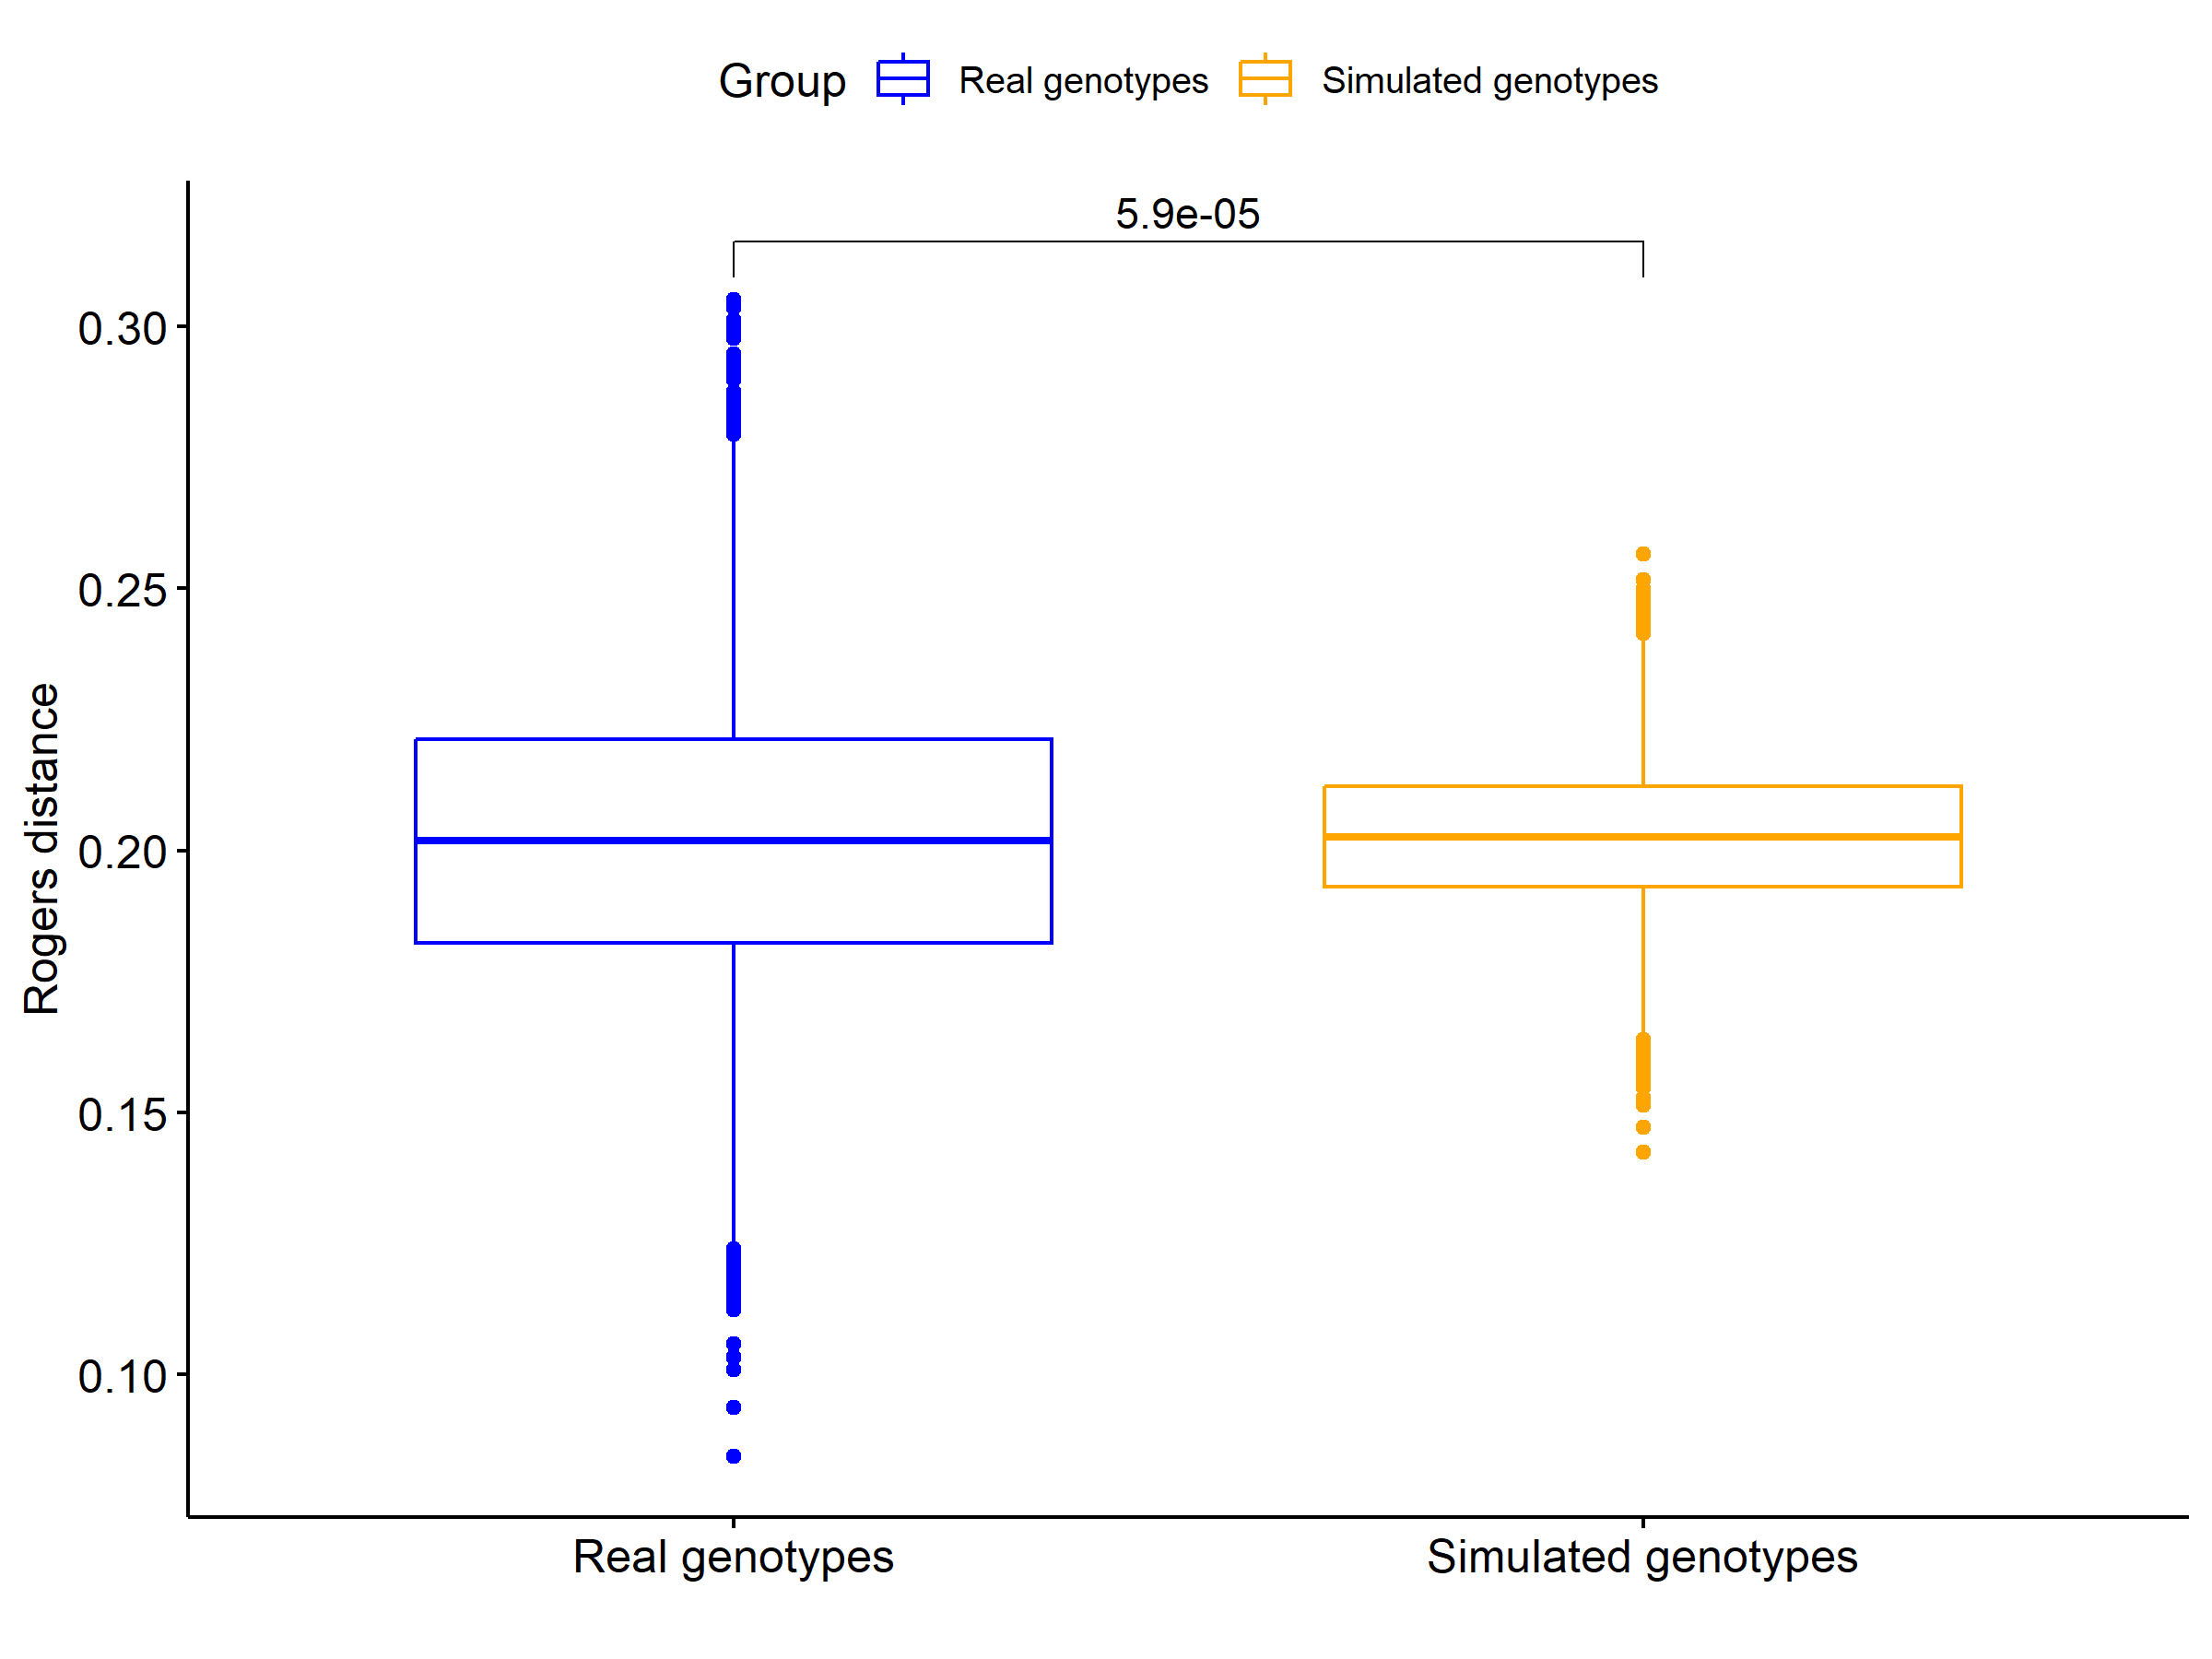 Group Real genotypes Simulated genotypes
5.9e-05
0.30
0.25
0.20
0.15
0.10
Rogers distance
Real genotypes Simulated genotypes